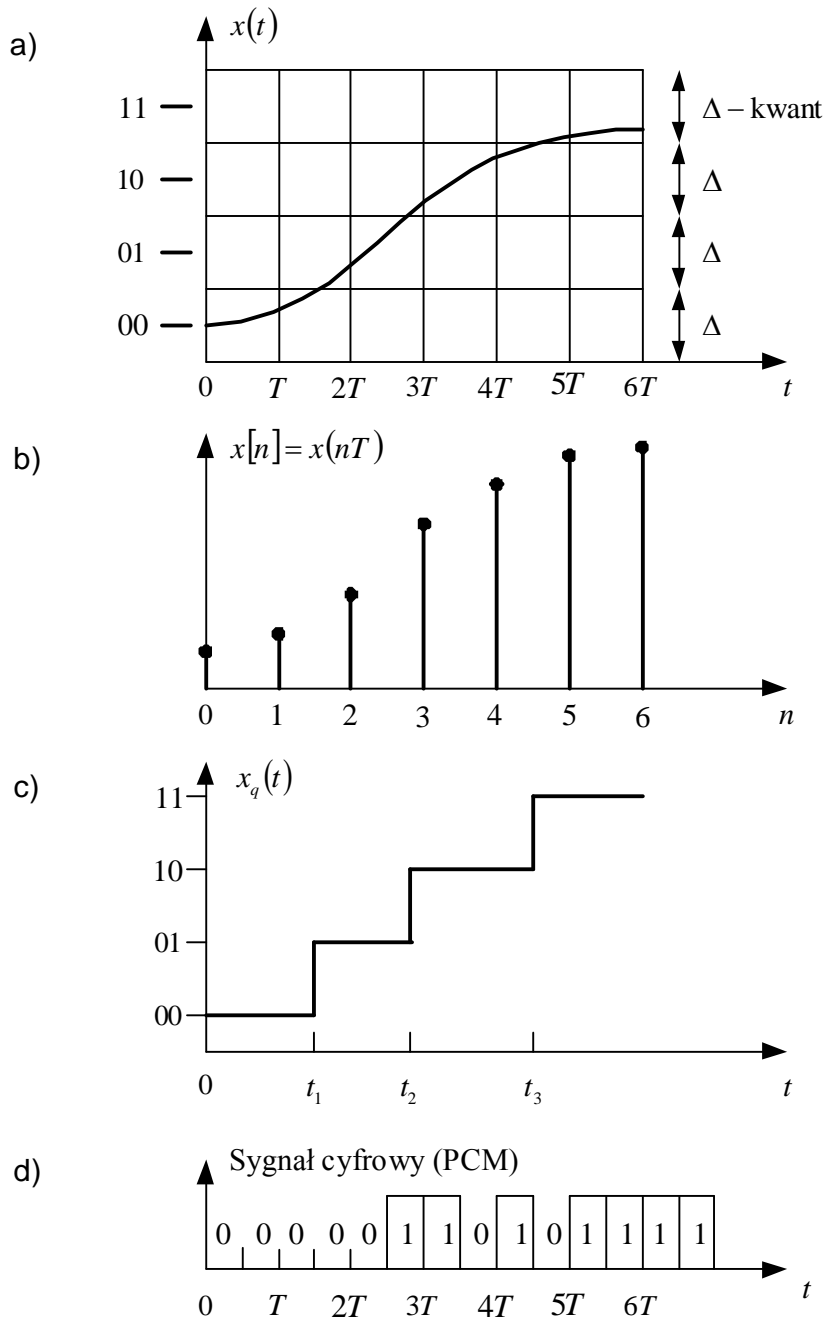 a)
x(t)
11
Δ – kwant
10
Δ
01
Δ
00
Δ
0 T 2T 3T 4T 5T 6T t
b)
x[n] = x(nT)
0 1 2 3 4 5 6 n
c)
x_q(t)
11
10
01
00
0 t_1 t_2 t_3 t
d)
Sygnał cyfrowy (PCM)
0 0 0 0 0 1 1 0 1 0 1 1 1 1
0 T 2T 3T 4T 5T 6T t